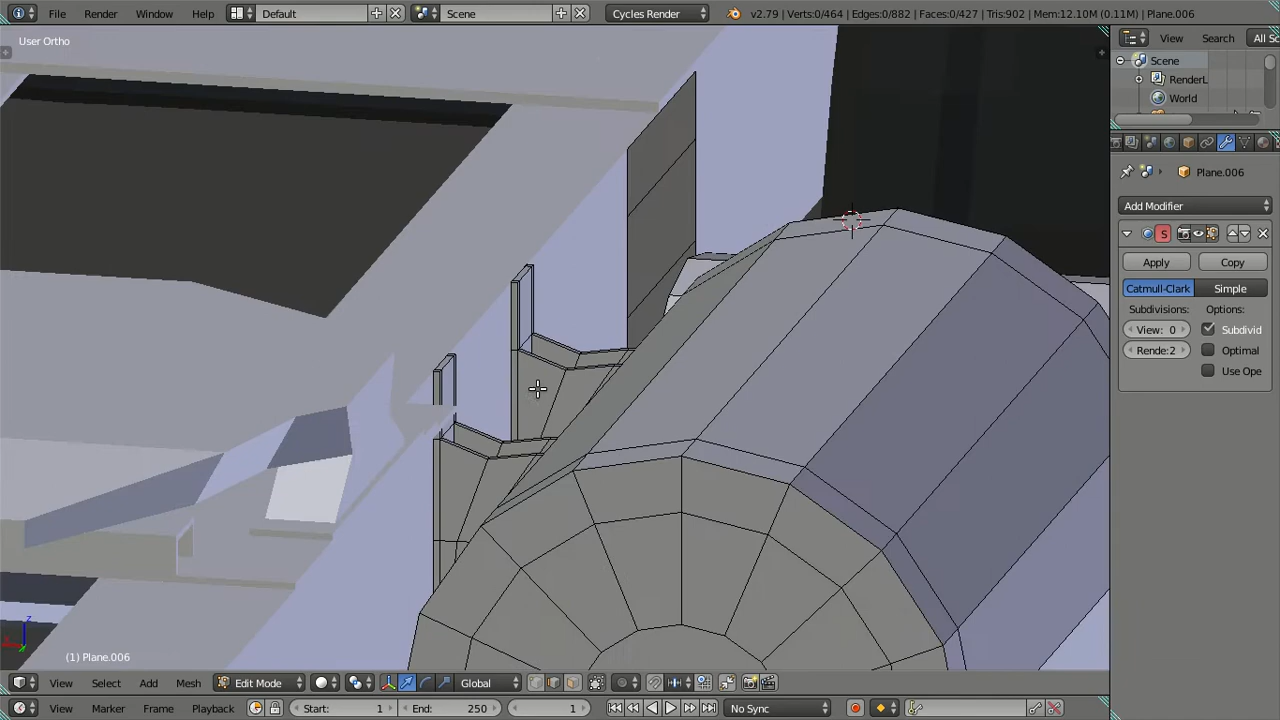 File Render Window Help Default Scene Cycles Render v2.79 | Verts:0/464 | Edges:0/882 | Faces:0/427 | Tris:902 | Mem:12.10M (0.11M) | Plane.006
User Ortho
View Search All Sc
Scene
RenderL
World
Plane.006
Add Modifier
S
Apply Copy
Catmull-Clark Simple
Subdivisions: Options:
View: 0 Subdivid
Rende:2 Optimal
Use Ope
z
(1) Plane.006
View Select Add Mesh Edit Mode Global
View Marker Frame Playback Start: 1 End: 250 1 No Sync